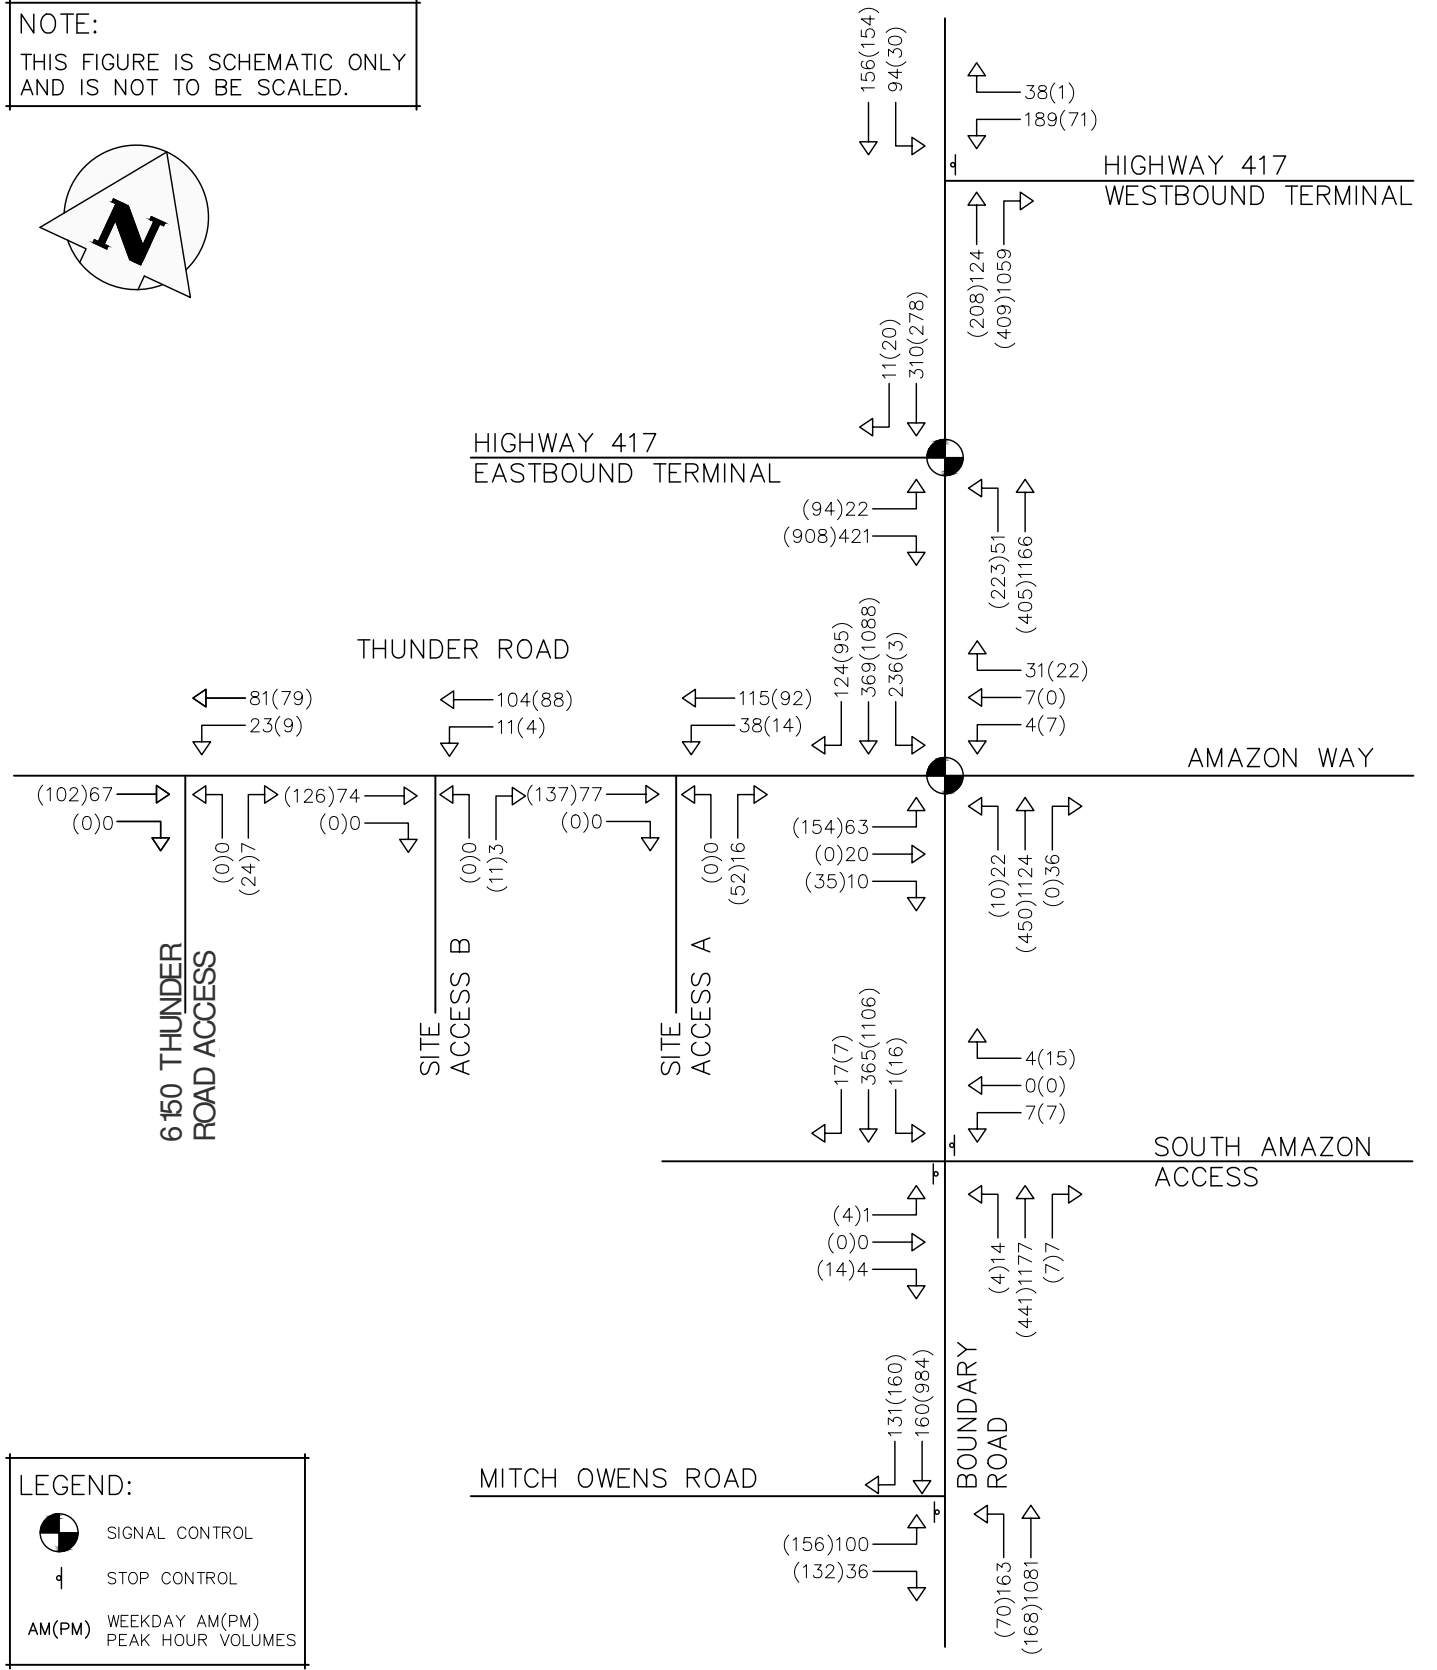 NOTE:
THIS FIGURE IS SCHEMATIC ONLY
AND IS NOT TO BE SCALED.
N
156(154)
94(30)
38(1)
189(71)
HIGHWAY 417
WESTBOUND TERMINAL
(208)124
(409)1059
11(20)
310(278)
HIGHWAY 417
EASTBOUND TERMINAL
(94)22
(908)421
(223)51
(405)1166
THUNDER ROAD
81(79)
23(9)
104(88)
11(4)
115(92)
38(14)
124(95)
369(1088)
236(3)
31(22)
7(0)
4(7)
AMAZON WAY
(102)67
(0)0
(0)0
(24)7
(126)74
(0)0
(0)0
(11)3
(137)77
(0)0
(0)0
(52)16
(154)63
(0)20
(35)10
(10)22
(450)1124
(0)36
6150 THUNDER
ROAD ACCESS
SITE
ACCESS B
SITE
ACCESS A
17(7)
365(1106)
1(16)
4(15)
0(0)
7(7)
SOUTH AMAZON
ACCESS
(4)1
(0)0
(14)4
(4)14
(441)1177
(7)7
131(160)
160(984)
BOUNDARY
ROAD
MITCH OWENS ROAD
(156)100
(132)36
(70)163
(168)1081
LEGEND:
SIGNAL CONTROL
STOP CONTROL
AM(PM)
WEEKDAY AM(PM)
PEAK HOUR VOLUMES